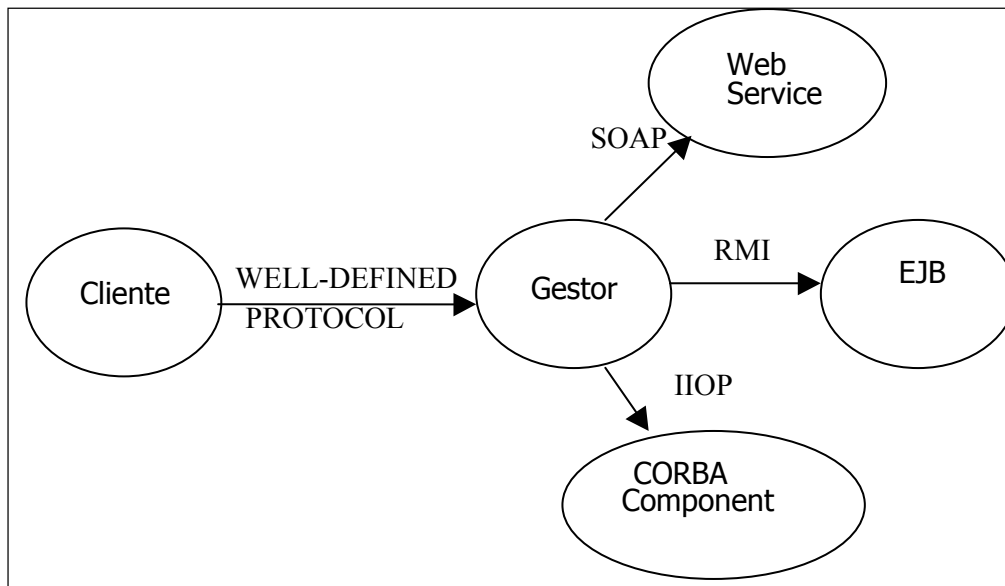 Web
Service
SOAP
RMI
EJB
WELL-DEFINED
PROTOCOL
Cliente
Gestor
IIOP
CORBA
Component